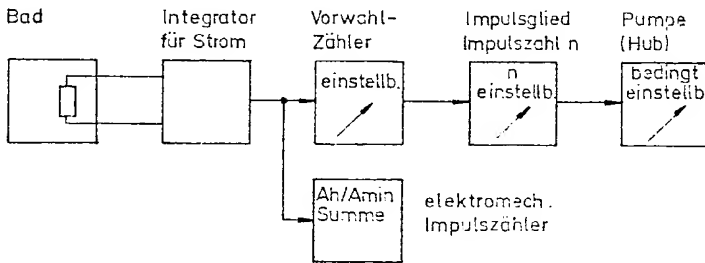 Bad
Integrator
für Strom
Vorwahl-
Zähler
Impulsglied
Impulszahl n
Pumpe
(Hub)
einstellb.
n
einstellb.
bedingt
einstellb.
Ah/Amin
Summe
elektromech.
Impulszähler